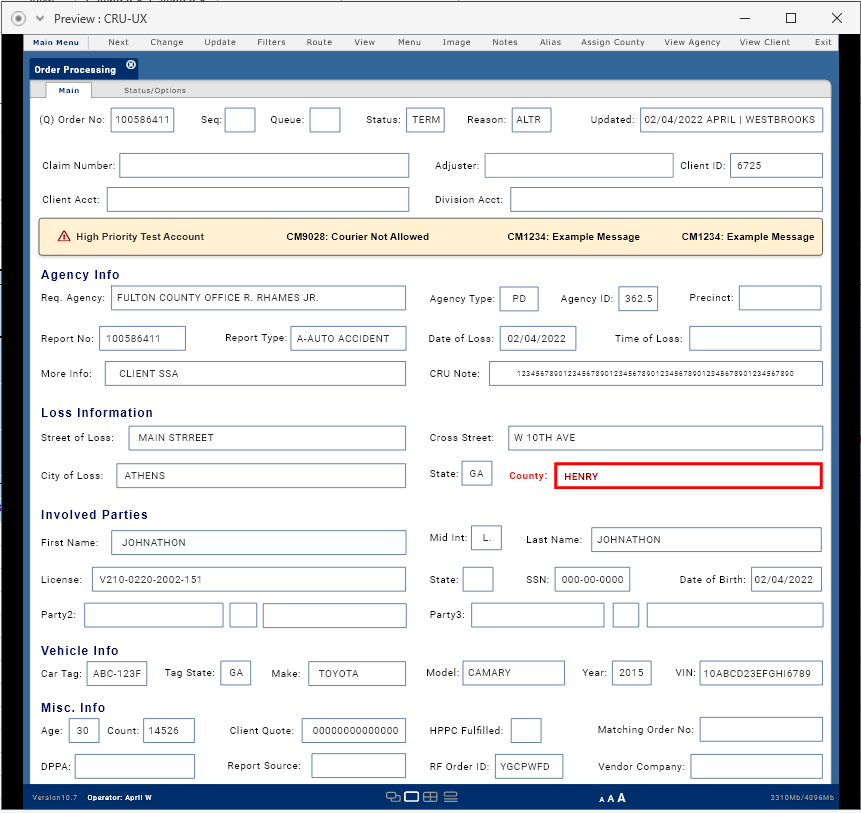 Preview : CRU-UX
Main Menu Next Change Update Filters Route View Menu Image Notes Alias Assign County View Agency View Client Exit
Order Processing
Main Status/Options
(Q) Order No: 100586411 Seq: Queue: Status: TERM Reason: ALTR Updated: 02/04/2022 APRIL | WESTBROOKS
Claim Number: Adjuster: Client ID: 6725
Client Acct: Division Acct:
High Priority Test Account CM9028: Courier Not Allowed CM1234: Example Message CM1234: Example Message
Agency Info
Req. Agency: FULTON COUNTY OFFICE R. RHAMES JR. Agency Type: PD Agency ID: 362.5 Precinct:
Report No: 100586411 Report Type: A-AUTO ACCIDENT Date of Loss: 02/04/2022 Time of Loss:
More Info: CLIENT SSA CRU Note: 12345678901234567890123456789012345678901234567890
Loss Information
Street of Loss: MAIN STRREET Cross Street: W 10TH AVE
City of Loss: ATHENS State: GA County: HENRY
Involved Parties
First Name: JOHNATHON Mid Int: L. Last Name: JOHNATHON
License: V210-0220-2002-151 State: SSN: 000-00-0000 Date of Birth: 02/04/2022
Party2: Party3:
Vehicle Info
Car Tag: ABC-123F Tag State: GA Make: TOYOTA Model: CAMARY Year: 2015 VIN: 10ABCD23EFGHI6789
Misc. Info
Age: 30 Count: 14526 Client Quote: 00000000000000 HPPC Fulfilled: Matching Order No:
DPPA: Report Source: RF Order ID: YGCPWFD Vendor Company:
Version10.7 Operator: April W A A A 3310Mb/4096Mb